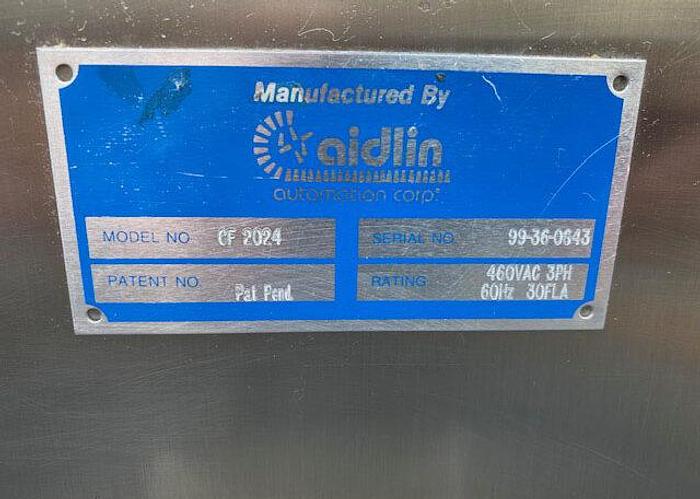 Manufactured By
aidlin
automation corp.
MODEL NO. CF 2024
SERIAL NO. 99-36-0643
PATENT NO. Pat Pend.
RATING 460VAC 3PH
60Hz 30FLA